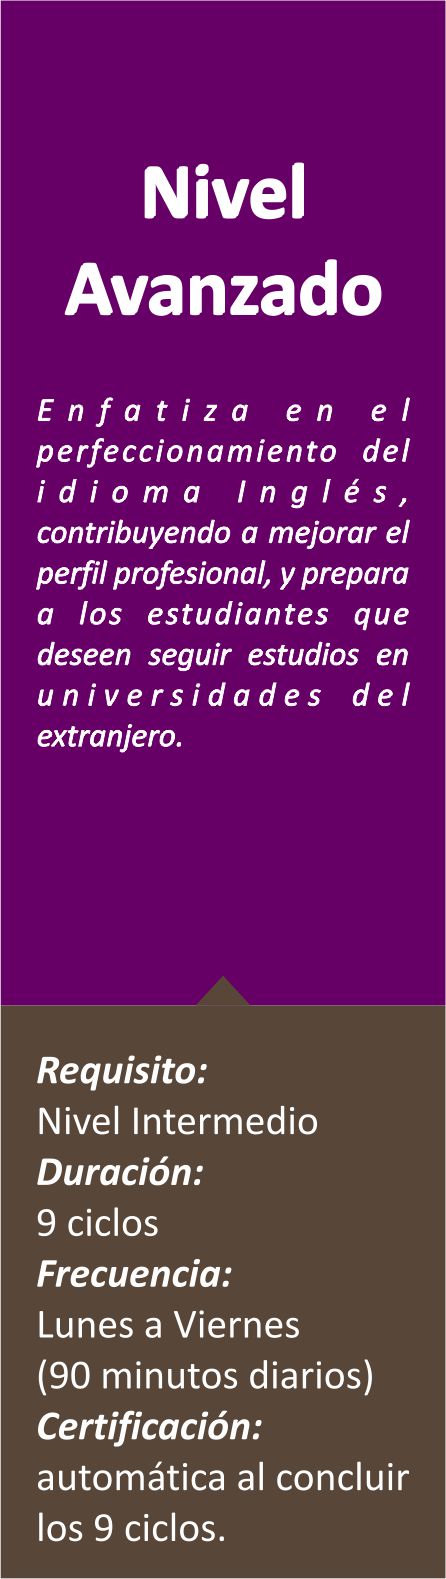 Nivel
Avanzado
Enfatiza en el
perfeccionamiento del
idioma Inglés,
contribuyendo a mejorar el
perfil profesional, y prepara
a los estudiantes que
deseen seguir estudios en
universidades del
extranjero.
Requisito:
Nivel Intermedio
Duración:
9 ciclos
Frecuencia:
Lunes a Viernes
(90 minutos diarios)
Certificación:
automática al concluir
los 9 ciclos.